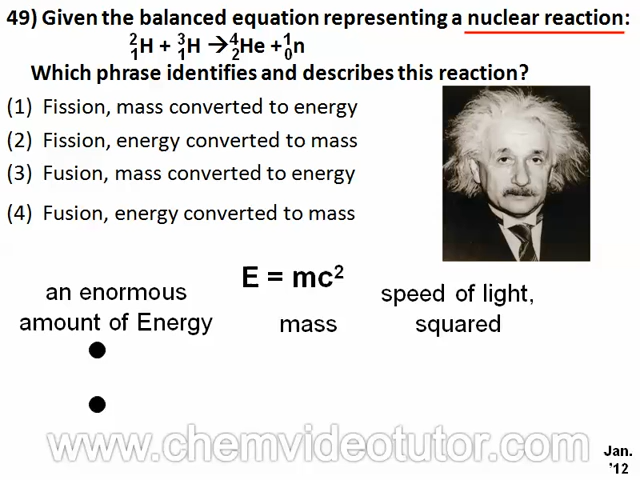 49) Given the balanced equation representing a nuclear reaction:
²₁H + ³₁H → ⁴₂He + ¹₀n
Which phrase identifies and describes this reaction?
(1) Fission, mass converted to energy
(2) Fission, energy converted to mass
(3) Fusion, mass converted to energy
(4) Fusion, energy converted to mass
E = mc²
an enormous
amount of Energy
mass
speed of light,
squared
www.chemvideotutor.com
Jan.
'12